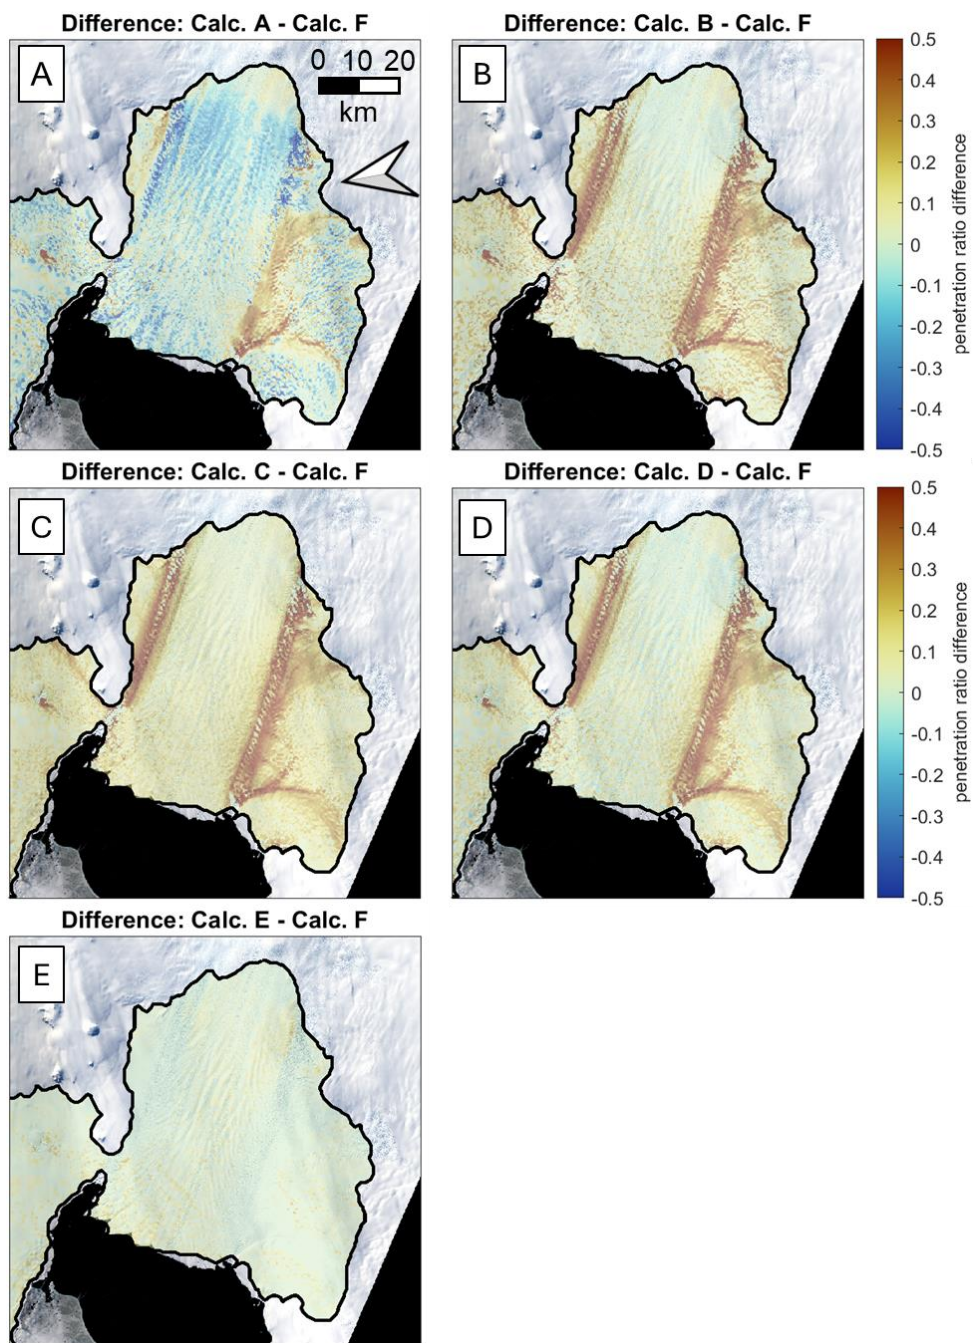 Difference: Calc. A - Calc. F
A
0 10 20
km
Difference: Calc. B - Calc. F
B
0.5
0.4
0.3
0.2
0.1
0
-0.1
-0.2
-0.3
-0.4
-0.5
penetration ratio difference
Difference: Calc. C - Calc. F
C
Difference: Calc. D - Calc. F
D
0.5
0.4
0.3
0.2
0.1
0
-0.1
-0.2
-0.3
-0.4
-0.5
penetration ratio difference
Difference: Calc. E - Calc. F
E